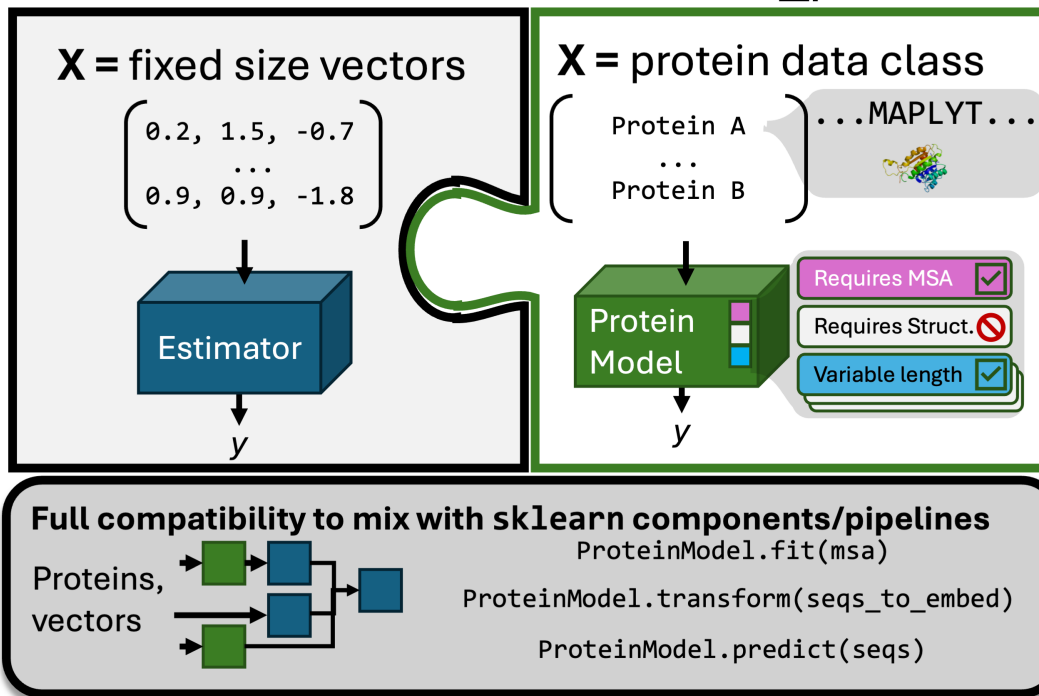 X = fixed size vectors
0.2, 1.5, -0.7
...
0.9, 0.9, -1.8
Estimator
y
X = protein data class
Protein A
...
Protein B
...MAPLYT...
Protein
Model
Requires MSA
Requires Struct.
Variable length
y
Full compatibility to mix with sklearn components/pipelines
Proteins,
vectors
ProteinModel.fit(msa)
ProteinModel.transform(seqs_to_embed)
ProteinModel.predict(seqs)